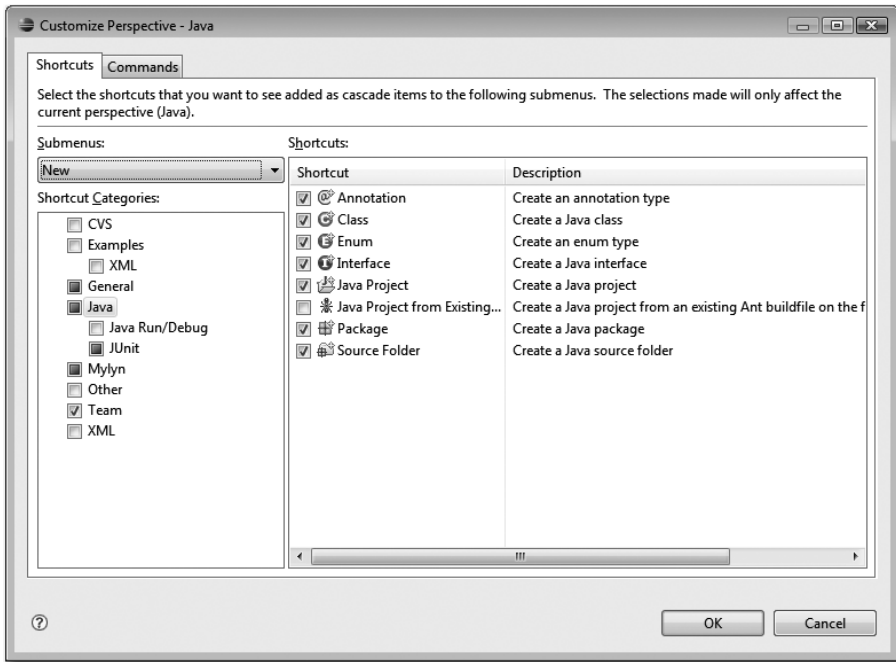 Customize Perspective - Java
Shortcuts Commands
Select the shortcuts that you want to see added as cascade items to the following submenus. The selections made will only affect the
current perspective (Java).
Submenus:
New
Shortcut Categories:
CVS
Examples
XML
General
Java
Java Run/Debug
JUnit
Mylyn
Other
Team
XML
Shortcuts:
Shortcut Description
Annotation Create an annotation type
Class Create a Java class
Enum Create an enum type
Interface Create a Java interface
Java Project Create a Java project
Java Project from Existing... Create a Java project from an existing Ant buildfile on the f
Package Create a Java package
Source Folder Create a Java source folder
OK Cancel